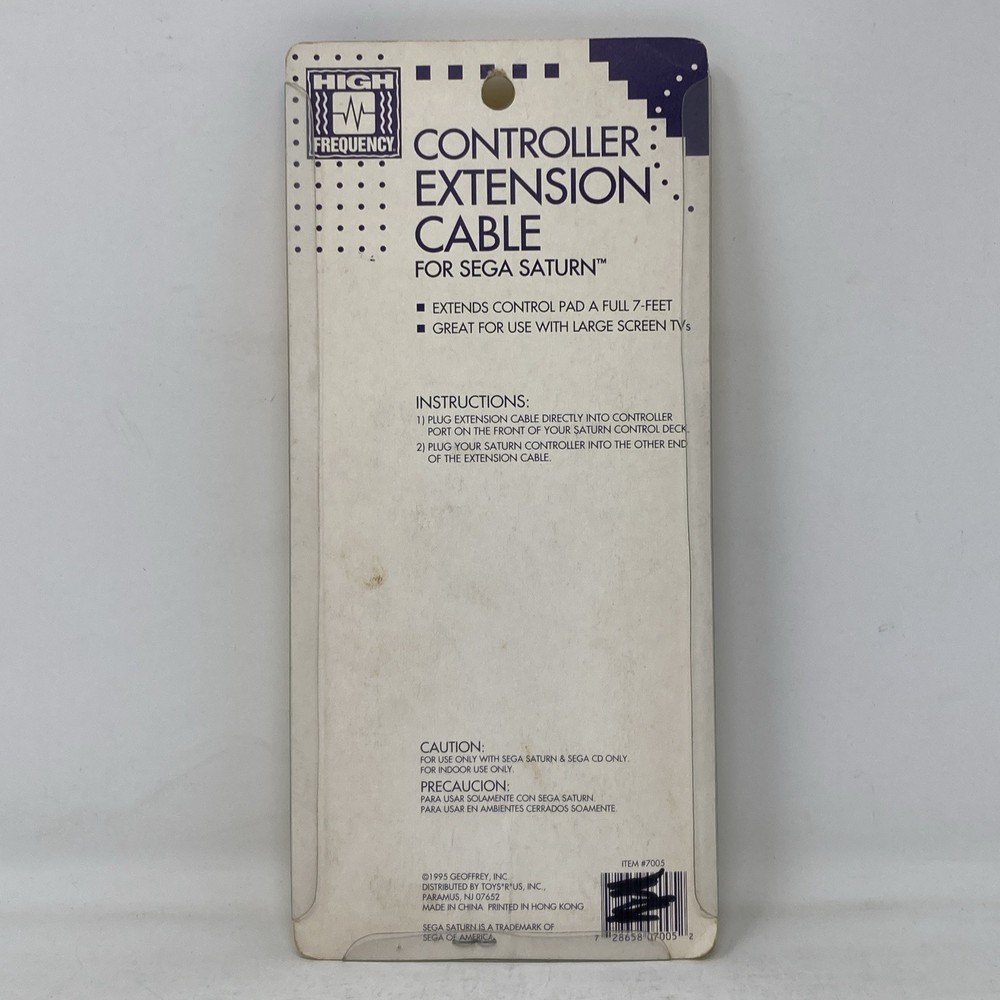 HIGH
FREQUENCY
CONTROLLER
EXTENSION
CABLE
FOR SEGA SATURN™
■ EXTENDS CONTROL PAD A FULL 7-FEET
■ GREAT FOR USE WITH LARGE SCREEN TVs
INSTRUCTIONS:
1) PLUG EXTENSION CABLE DIRECTLY INTO CONTROLLER
PORT ON THE FRONT OF YOUR SATURN CONTROL DECK.
2) PLUG YOUR SATURN CONTROLLER INTO THE OTHER END
OF THE EXTENSION CABLE.
CAUTION:
FOR USE ONLY WITH SEGA SATURN & SEGA CD ONLY.
FOR INDOOR USE ONLY.
PRECAUCION:
PARA USAR SOLAMENTE CON SEGA SATURN.
PARA USAR EN AMBIENTES CERRADOS SOAMENTE.
©1995 GEOFFREY, INC.
DISTRIBUTED BY TOYS"R"US, INC.,
PARAMUS, NJ 07652
MADE IN CHINA PRINTED IN HONG KONG
SEGA SATURN IS A TRADEMARK OF
SEGA OF AMERICA
ITEM #7005
7 28658 07005 2